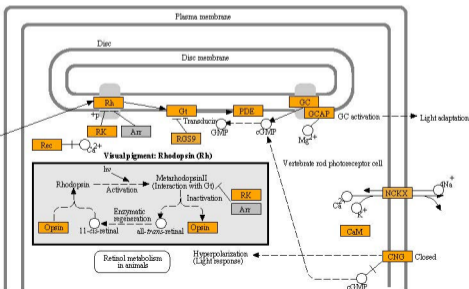 Plasma membrane
Disc
Disc membrane
Rh
+p
RK
Arr
Gt
Transducin
RGS9
PDE
GMP
cGMP
GC
GCAP
Mg2+
GC activation
Light adaptation
Rec
Ca2+
Visual pigment: Rhodopsin (Rh)
Vertebrate rod photoreceptor cell
hv
Rhodopsin
Activation
MetarhodopsinII
(Interaction with Gt)
RK
Arr
Inactivation
Enzymatic
regeneration
Opsin
11-cis-retinal
all-trans-retinal
Opsin
Retinol metabolism
in animals
Hyperpolarization
(Light response)
4Na+
NCKX
Ca2+
K+
CaM
CNG
Closed
cGMP